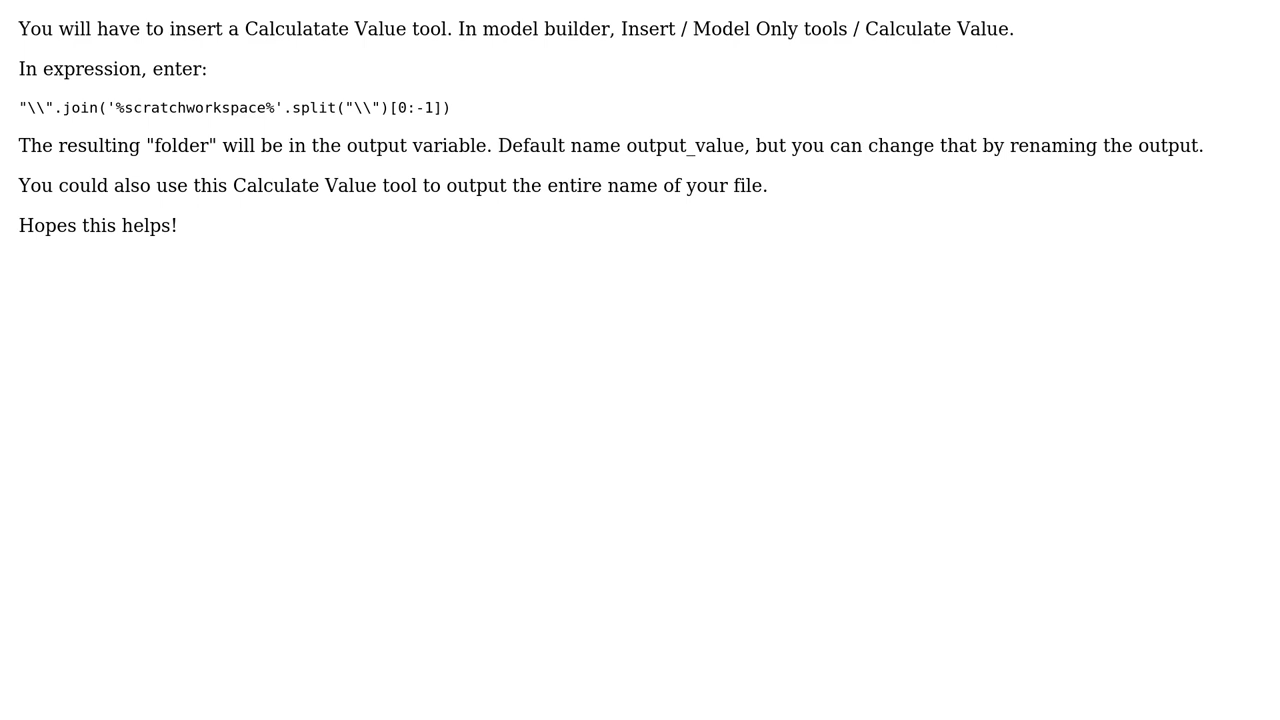 You will have to insert a Calculatate Value tool. In model builder, Insert / Model Only tools / Calculate Value.
In expression, enter:
"\\".join('%scratchworkspace%'.split("\\")[0:-1])
The resulting "folder" will be in the output variable. Default name output_value, but you can change that by renaming the output.
You could also use this Calculate Value tool to output the entire name of your file.
Hopes this helps!